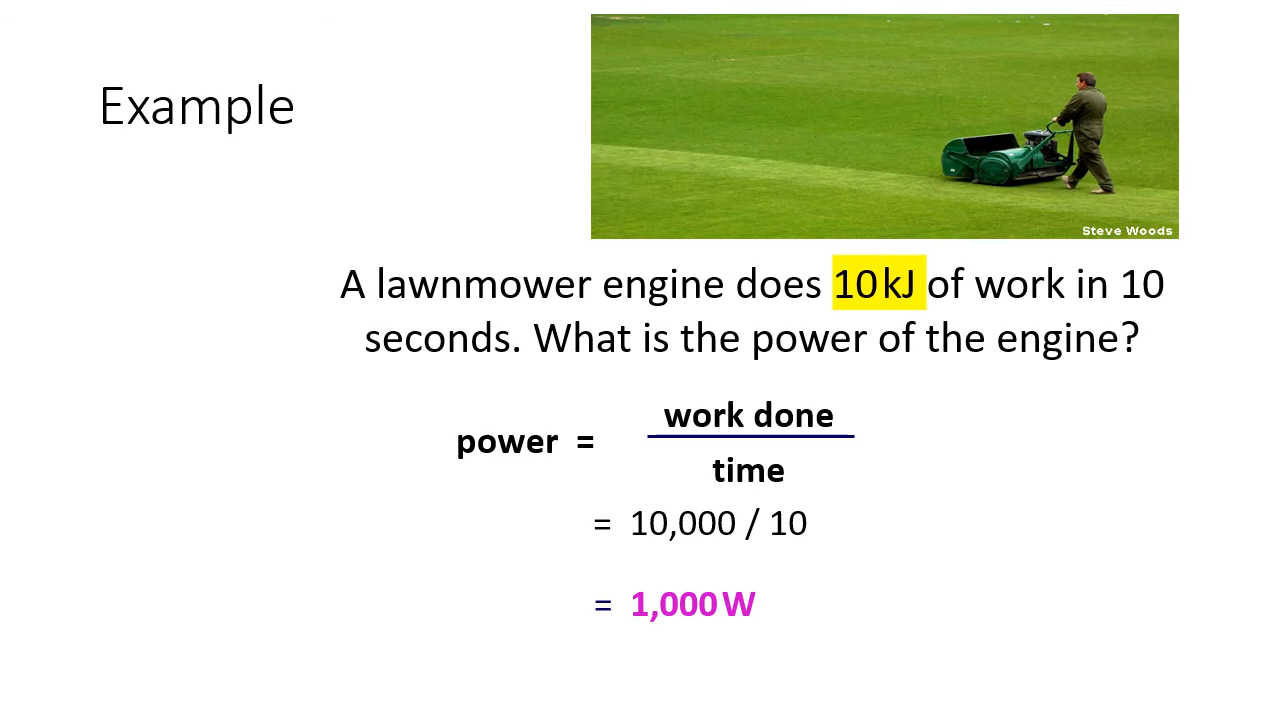 Example
Steve Woods
A lawnmower engine does 10 kJ of work in 10
seconds. What is the power of the engine?
work done
power =
time
= 10,000 / 10
= 1,000 W